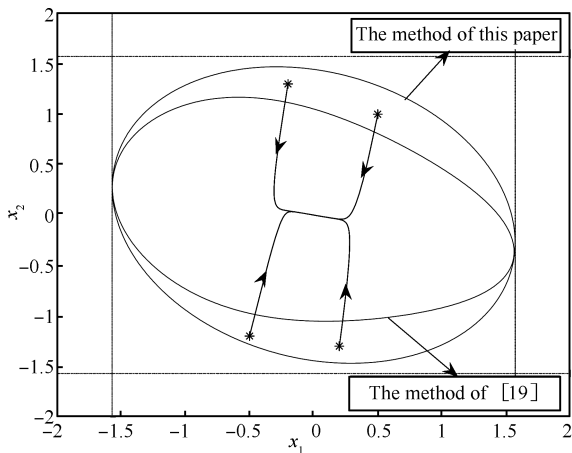 2
The method of this paper
1.5
1
0.5
0
−0.5
−1
−1.5
−2
x₂
The method of [19]
−2 −1.5 −1 −0.5 0 0.5 1 1.5 2
x₁